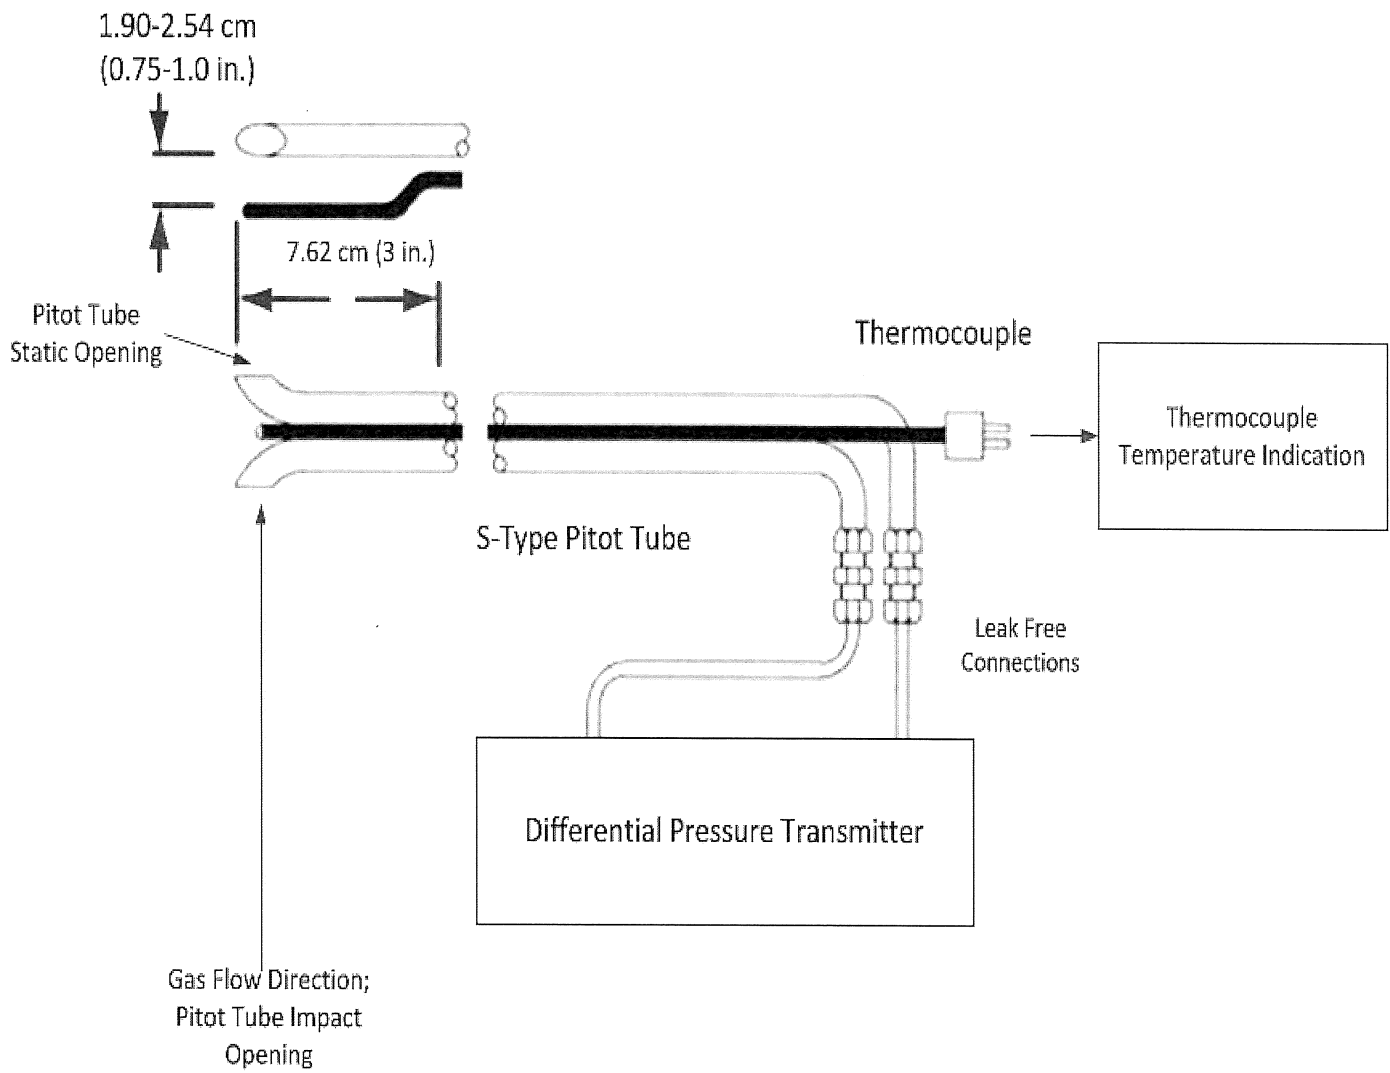 1.90-2.54 cm
(0.75-1.0 in.)
7.62 cm (3 in.)
Pitot Tube
Static Opening
Thermocouple
Thermocouple
Temperature Indication
S-Type Pitot Tube
Leak Free
Connections
Differential Pressure Transmitter
Gas Flow Direction;
Pitot Tube Impact
Opening